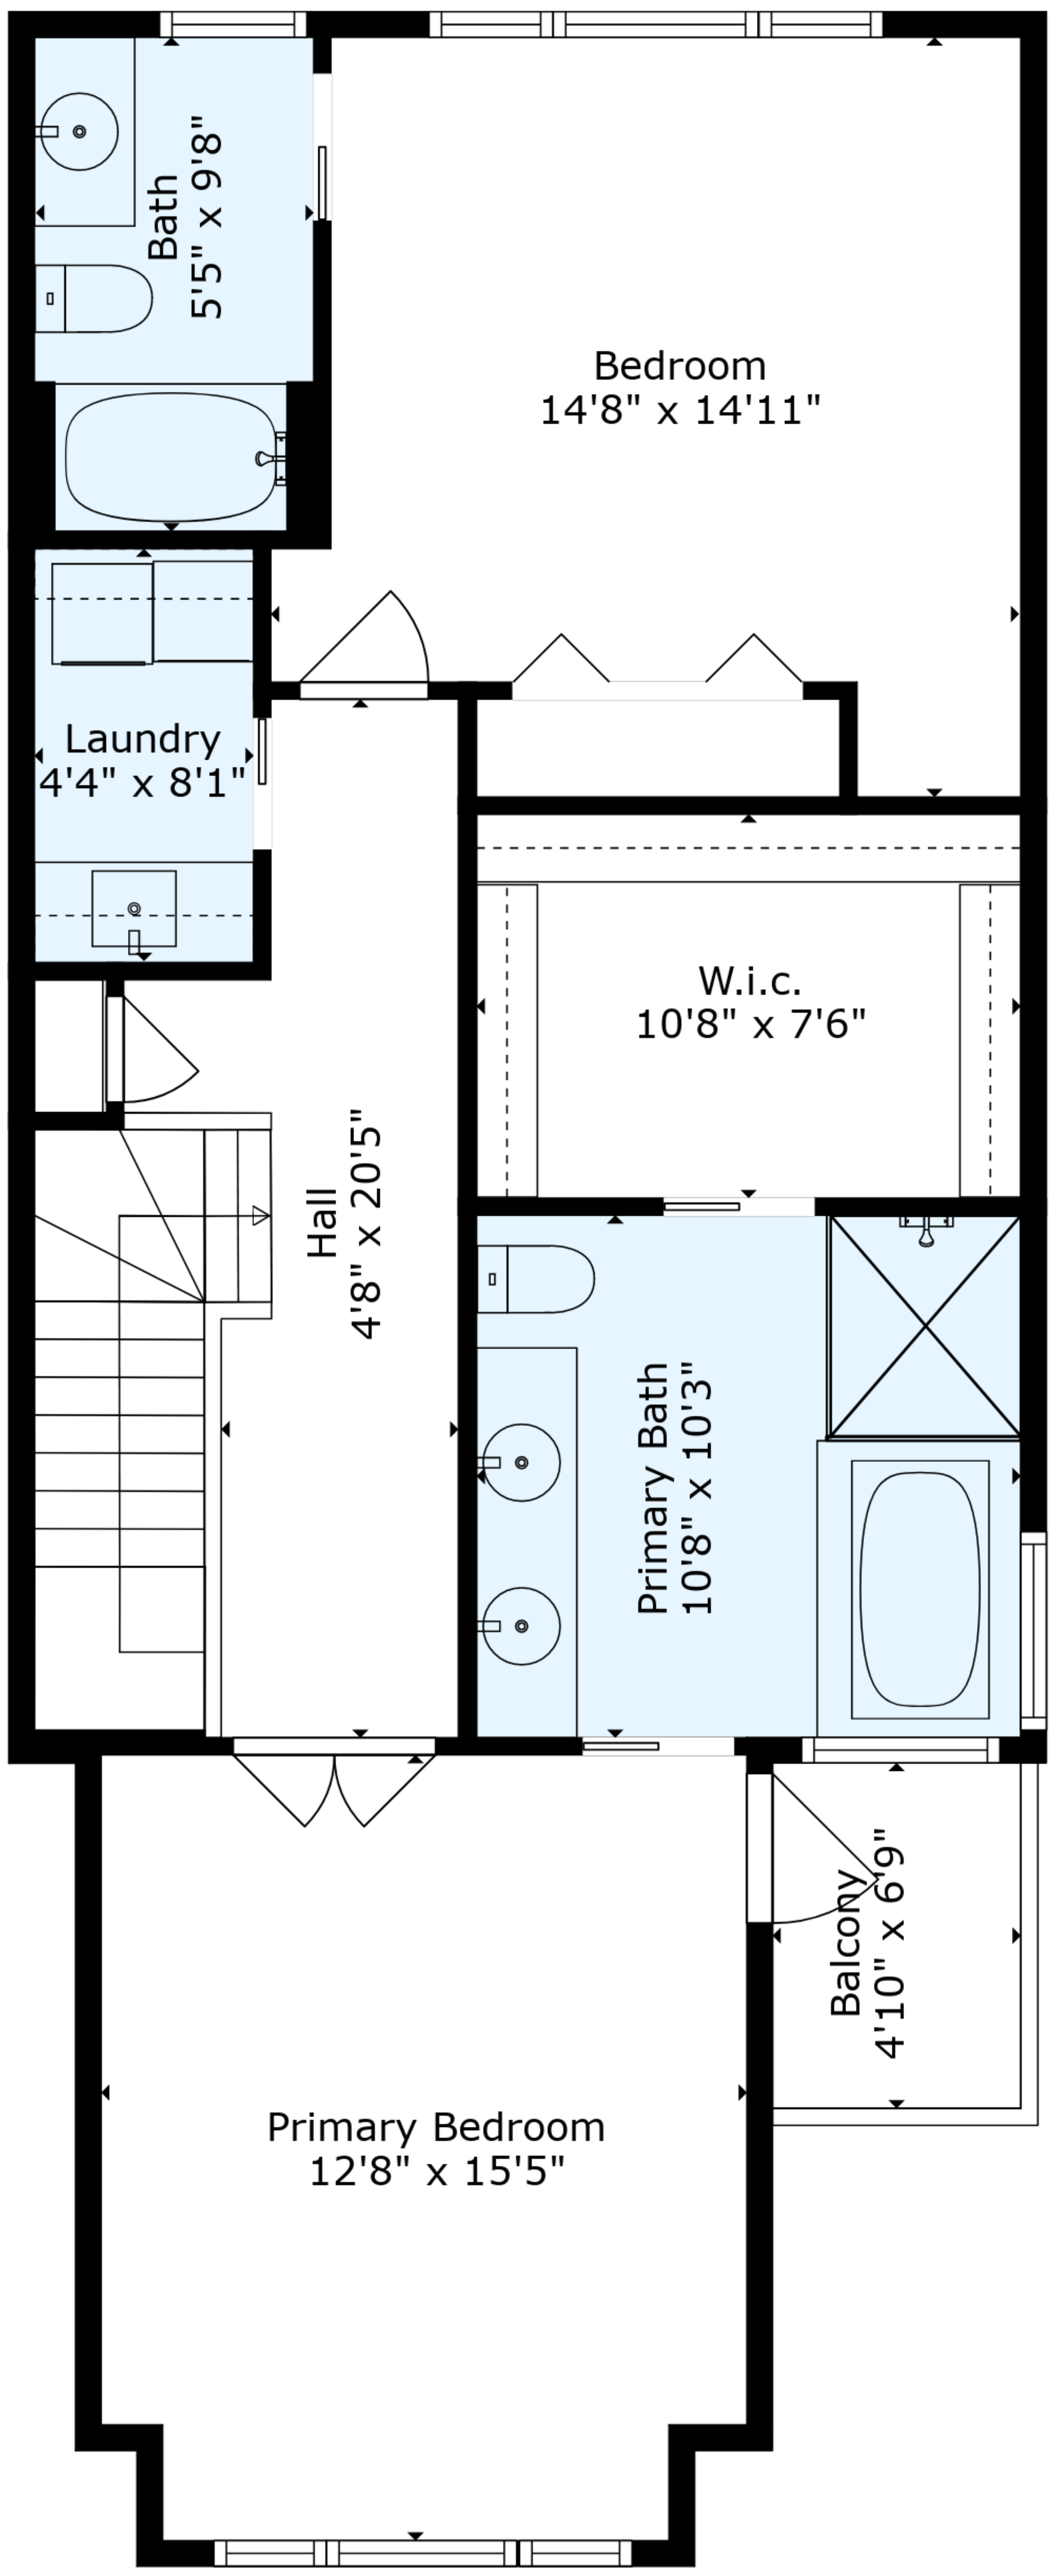 Bath
5'5" x 9'8"
Bedroom
14'8" x 14'11"
Laundry
4'4" x 8'1"
W.i.c.
10'8" x 7'6"
Hall
4'8" x 20'5"
Primary Bath
10'8" x 10'3"
Balcony
4'10" x 6'9"
Primary Bedroom
12'8" x 15'5"